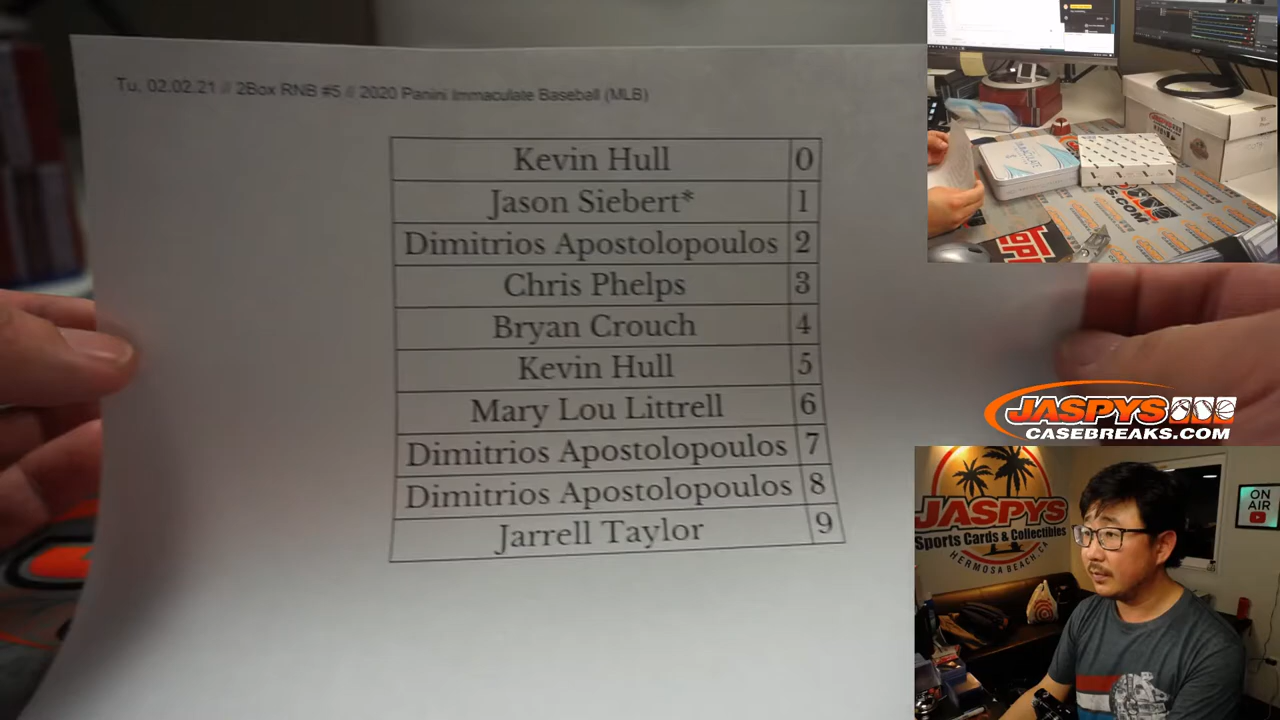 Tu, 02.02.21 // 2Box RNB #5 // 2020 Panini Immaculate Baseball (MLB)
Kevin Hull 0
Jason Siebert* 1
Dimitrios Apostolopoulos 2
Chris Phelps 3
Bryan Crouch 4
Kevin Hull 5
Mary Lou Littrell 6
Dimitrios Apostolopoulos 7
Dimitrios Apostolopoulos 8
Jarrell Taylor 9
JASPYS
CASEBREAKS.COM
JASPYS
Sports Cards & Collectibles
HERMOSA BEACH, CA
ON
AIR
JASPYS